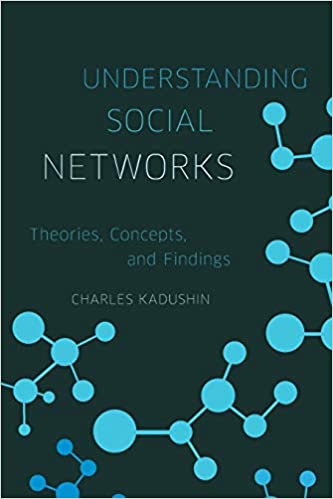 UNDERSTANDING
SOCIAL
NETWORKS
Theories, Concepts,
and Findings
CHARLES KADUSHIN